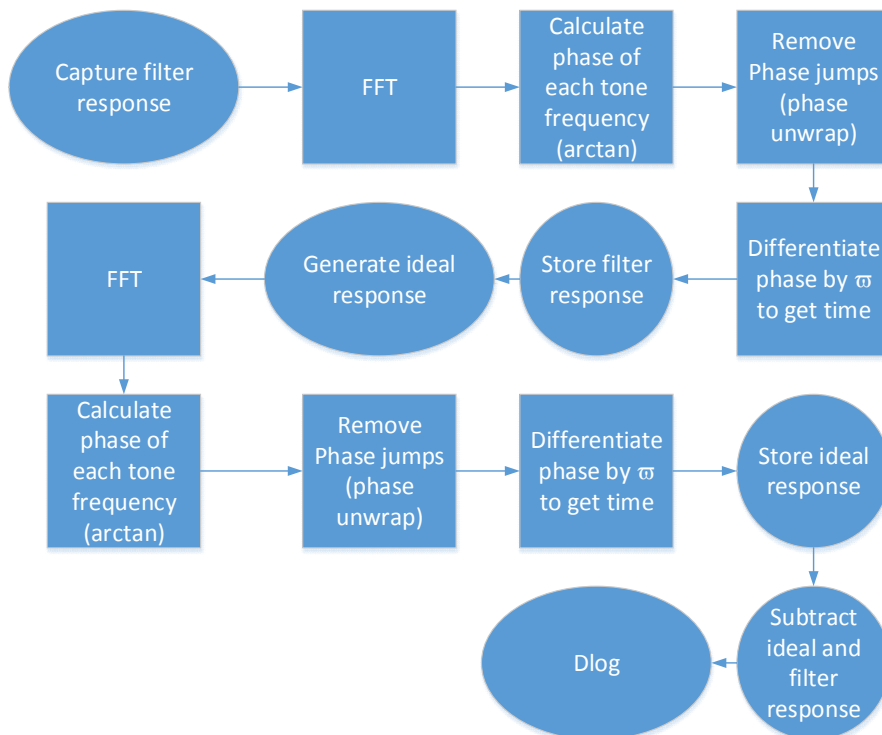 Capture filter
response
FFT
Calculate
phase of
each tone
frequency
(arctan)
Remove
Phase jumps
(phase
unwrap)
Differentiate
phase by ϖ
to get time
Store filter
response
Generate ideal
response
FFT
Calculate
phase of
each tone
frequency
(arctan)
Remove
Phase jumps
(phase
unwrap)
Differentiate
phase by ϖ
to get time
Store ideal
response
Subtract
ideal and
filter
response
Dlog